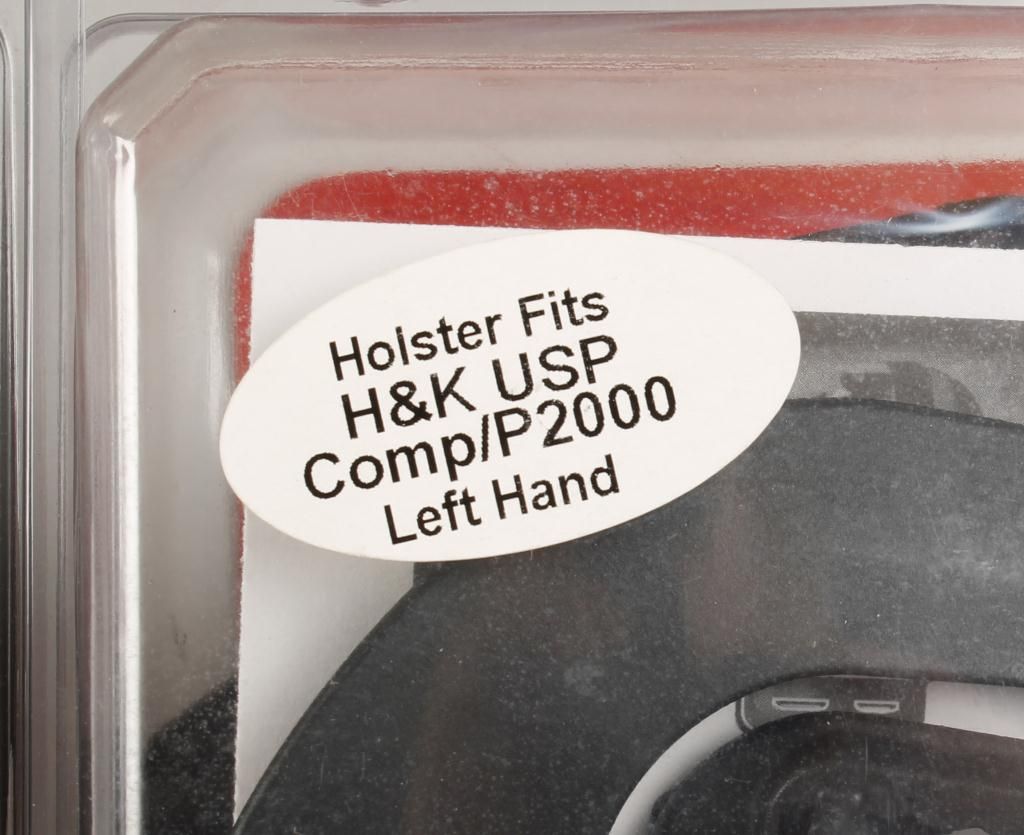 Holster Fits
H&K USP
Comp/P2000
Left Hand